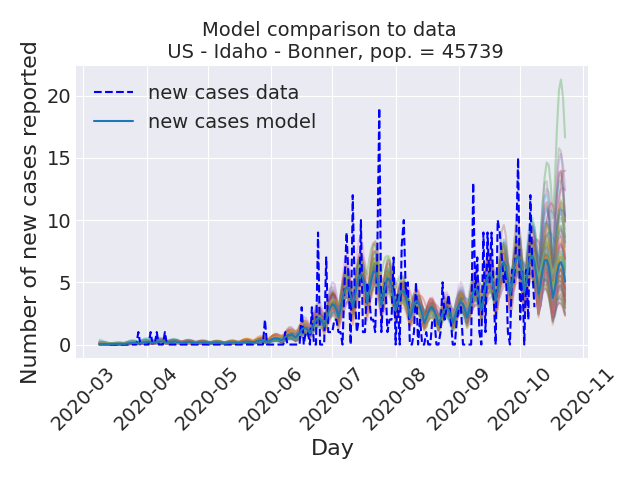 Model comparison to data
US - Idaho - Bonner, pop. = 45739
Number of new cases reported
20
15
10
5
0
new cases data
new cases model
2020-03
2020-04
2020-05
2020-06
2020-07
2020-08
2020-09
2020-10
2020-11
Day